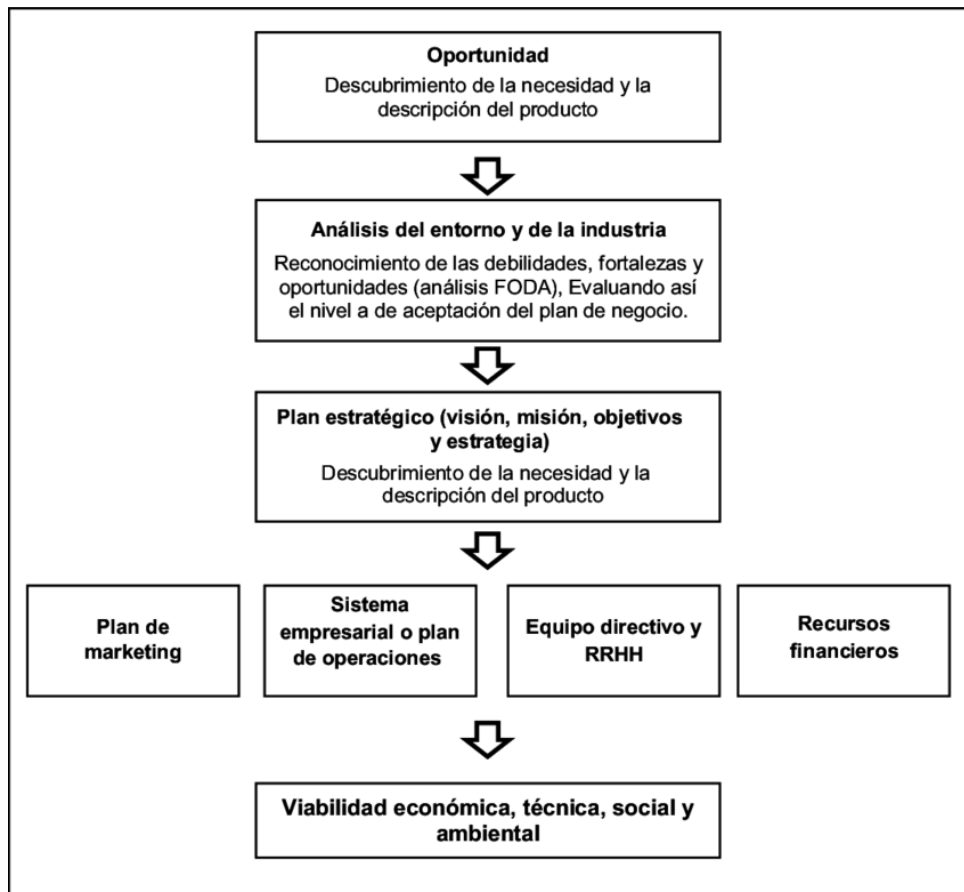 Oportunidad
Descubrimiento de la necesidad y la
descripción del producto
Análisis del entorno y de la industria
Reconocimiento de las debilidades, fortalezas y
oportunidades (análisis FODA), Evaluando así
el nivel a de aceptación del plan de negocio.
Plan estratégico (visión, misión, objetivos
y estrategia)
Descubrimiento de la necesidad y la
descripción del producto
Plan de
marketing
Sistema
empresarial o plan
de operaciones
Equipo directivo y
RRHH
Recursos
financieros
Viabilidad económica, técnica, social y
ambiental